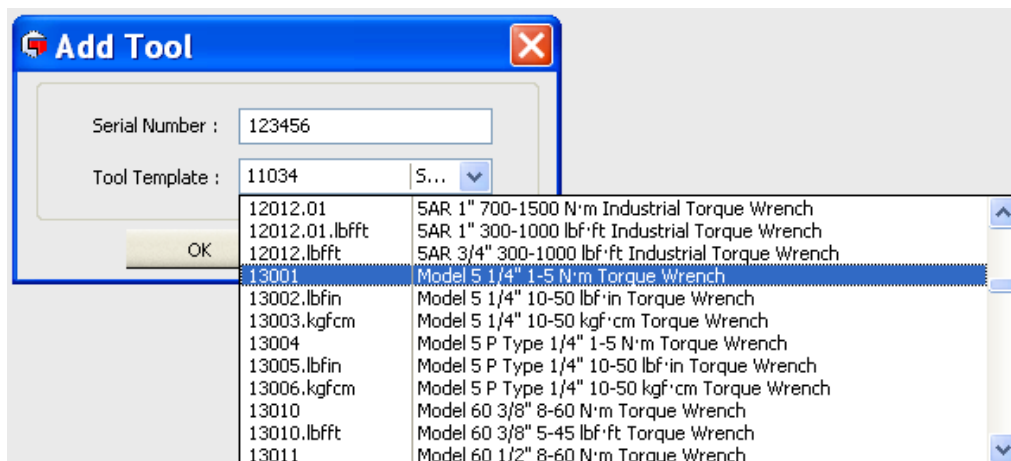 Add Tool
Serial Number : 123456
Tool Template : 11034 S...
OK
12012.01 5AR 1" 700-1500 N·m Industrial Torque Wrench
12012.01.lbfft 5AR 1" 300-1000 lbf·ft Industrial Torque Wrench
12012.lbfft 5AR 3/4" 300-1000 lbf·ft Industrial Torque Wrench
13001 Model 5 1/4" 1-5 N·m Torque Wrench
13002.lbfin Model 5 1/4" 10-50 lbf·in Torque Wrench
13003.kgfcm Model 5 1/4" 10-50 kgf·cm Torque Wrench
13004 Model 5 P Type 1/4" 1-5 N·m Torque Wrench
13005.lbfin Model 5 P Type 1/4" 10-50 lbf·in Torque Wrench
13006.kgfcm Model 5 P Type 1/4" 10-50 kgf·cm Torque Wrench
13010 Model 60 3/8" 8-60 N·m Torque Wrench
13010.lbfft Model 60 3/8" 5-45 lbf·ft Torque Wrench
13011 Model 60 1/2" 8-60 N·m Torque Wrench